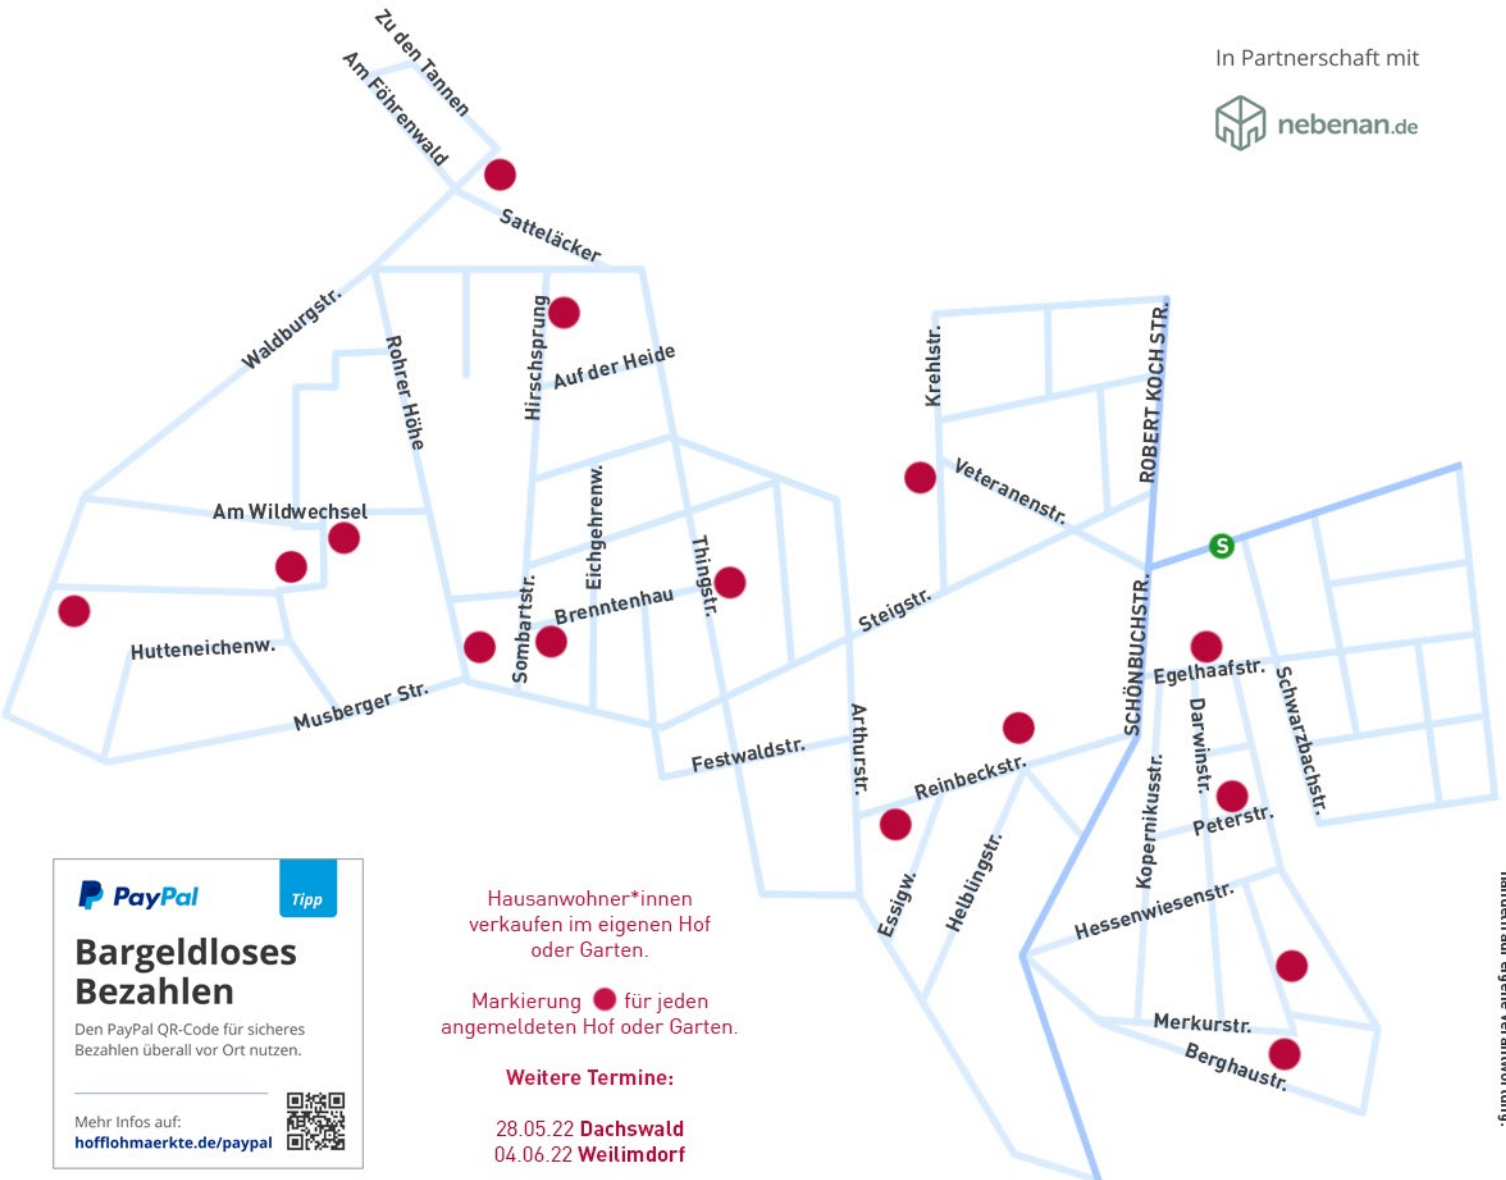 Zu den Tannen
Am Föhrenwald
In Partnerschaft mit
nebenan.de
Satteläcker
Waldburgstr.
Rohrer Höhe
Hirschsprung
Auf der Heide
Krehlstr.
ROBERT KOCH STR.
Veteranenstr.
Am Wildwechsel
Eichgehrenw.
Thingstr.
S
Brenntenhau
Sombartstr.
Steigstr.
SCHÖNBUCHSTR.
Hutteneichenw.
Musberger Str.
Egelhaafstr.
Schwarzbachstr.
Darwinstr.
Arthurstr.
Festwaldstr.
Reinbeckstr.
Kopernikusstr.
Peterstr.
Essigw.
Helblingstr.
Hessenwiesenstr.
Merkurstr.
Berghaustr.
PayPal
Tipp
Bargeldloses
Bezahlen
Den PayPal QR-Code für sicheres
Bezahlen überall vor Ort nutzen.
Mehr Infos auf:
hofflohmaerkte.de/paypal
Hausanwohner*innen
verkaufen im eigenen Hof
oder Garten.
Markierung für jeden
angemeldeten Hof oder Garten.
Weitere Termine:
28.05.22 Dachswald
04.06.22 Weilimdorf